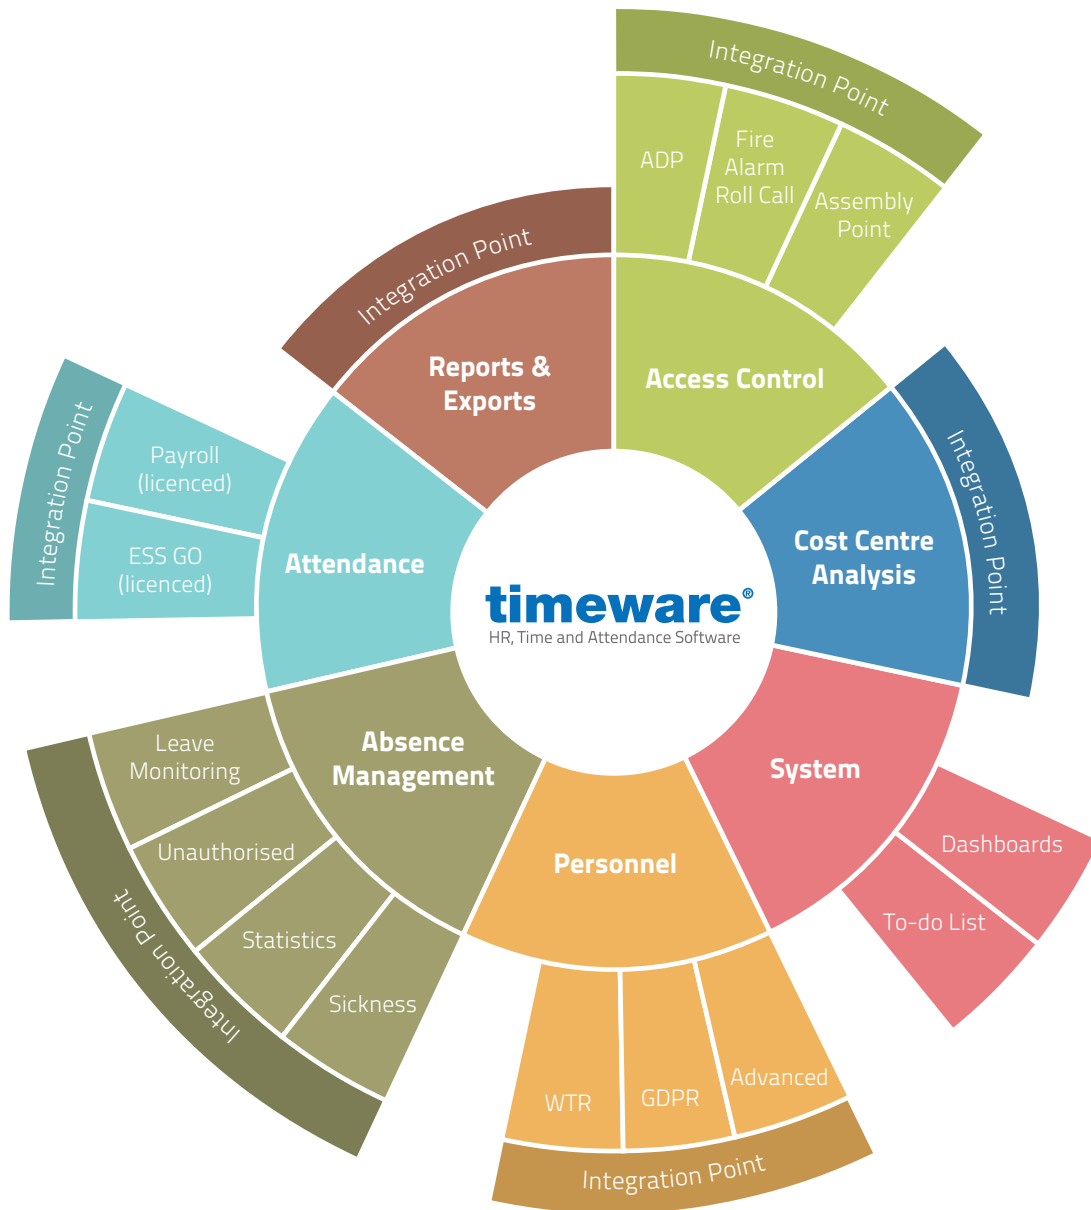 Integration Point
ADP
Fire
Alarm
Roll Call
Assembly
Point
Access Control
Integration Point
Cost Centre
Analysis
System
Dashboards
To-do List
Personnel
Advanced
GDPR
WTR
Integration Point
Absence
Management
Sickness
Statistics
Unauthorised
Leave
Monitoring
Integration Point
Attendance
ESS GO
(licenced)
Payroll
(licenced)
Integration Point
Reports &
Exports
Integration Point
timeware®
HR, Time and Attendance Software